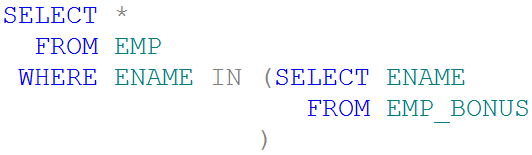 SELECT *
FROM EMP
WHERE ENAME IN (SELECT ENAME
FROM EMP_BONUS
)